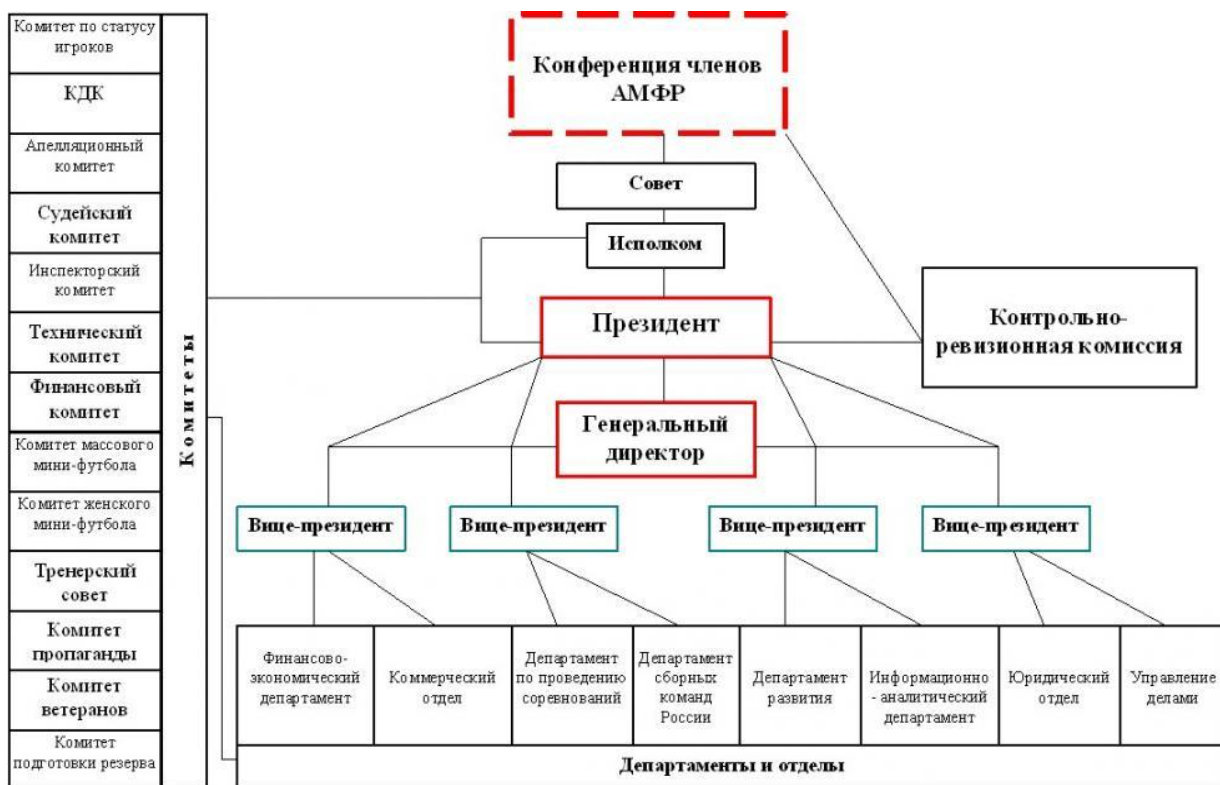 Комитет по статусу
игроков
КДК
Апелляционный
комитет
Судейский
комитет
Инспекторский
комитет
Технический
комитет
Финансовый
комитет
Комитет массового
мини-футбола
Комитет женского
мини-футбола
Тренерский
совет
Комитет
пропаганды
Комитет
ветеранов
Комитет
подготовки резерва
Комитеты
Конференция членов
АМФР
Совет
Исполком
Президент
Контрольно-
ревизионная комиссия
Генеральный
директор
Вице-президент
Вице-президент
Вице-президент
Вице-президент
Финансово-
экономический
департамент
Коммерческий
отдел
Департамент
по проведению
соревнований
Департамент
сборных
команд
России
Департамент
развития
Информационно
- аналитический
департамент
Юридический
отдел
Управление
делами
Департаменты и отделы